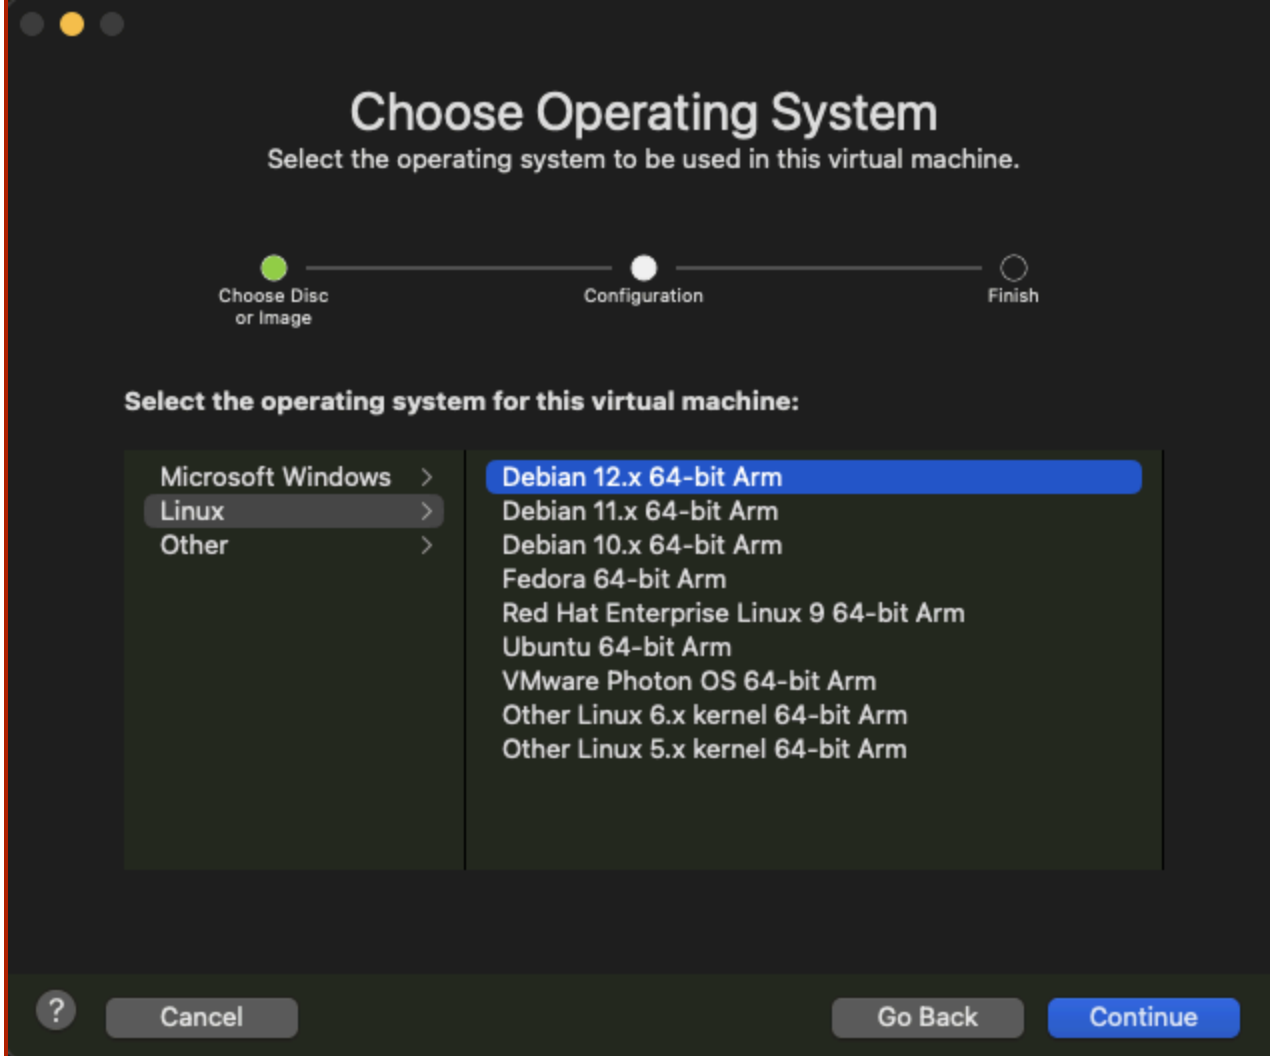 Choose Operating System
Select the operating system to be used in this virtual machine.
Choose Disc
or Image
Configuration
Finish
Select the operating system for this virtual machine:
Microsoft Windows
Linux
Other
Debian 12.x 64-bit Arm
Debian 11.x 64-bit Arm
Debian 10.x 64-bit Arm
Fedora 64-bit Arm
Red Hat Enterprise Linux 9 64-bit Arm
Ubuntu 64-bit Arm
VMware Photon OS 64-bit Arm
Other Linux 6.x kernel 64-bit Arm
Other Linux 5.x kernel 64-bit Arm
?
Cancel
Go Back
Continue